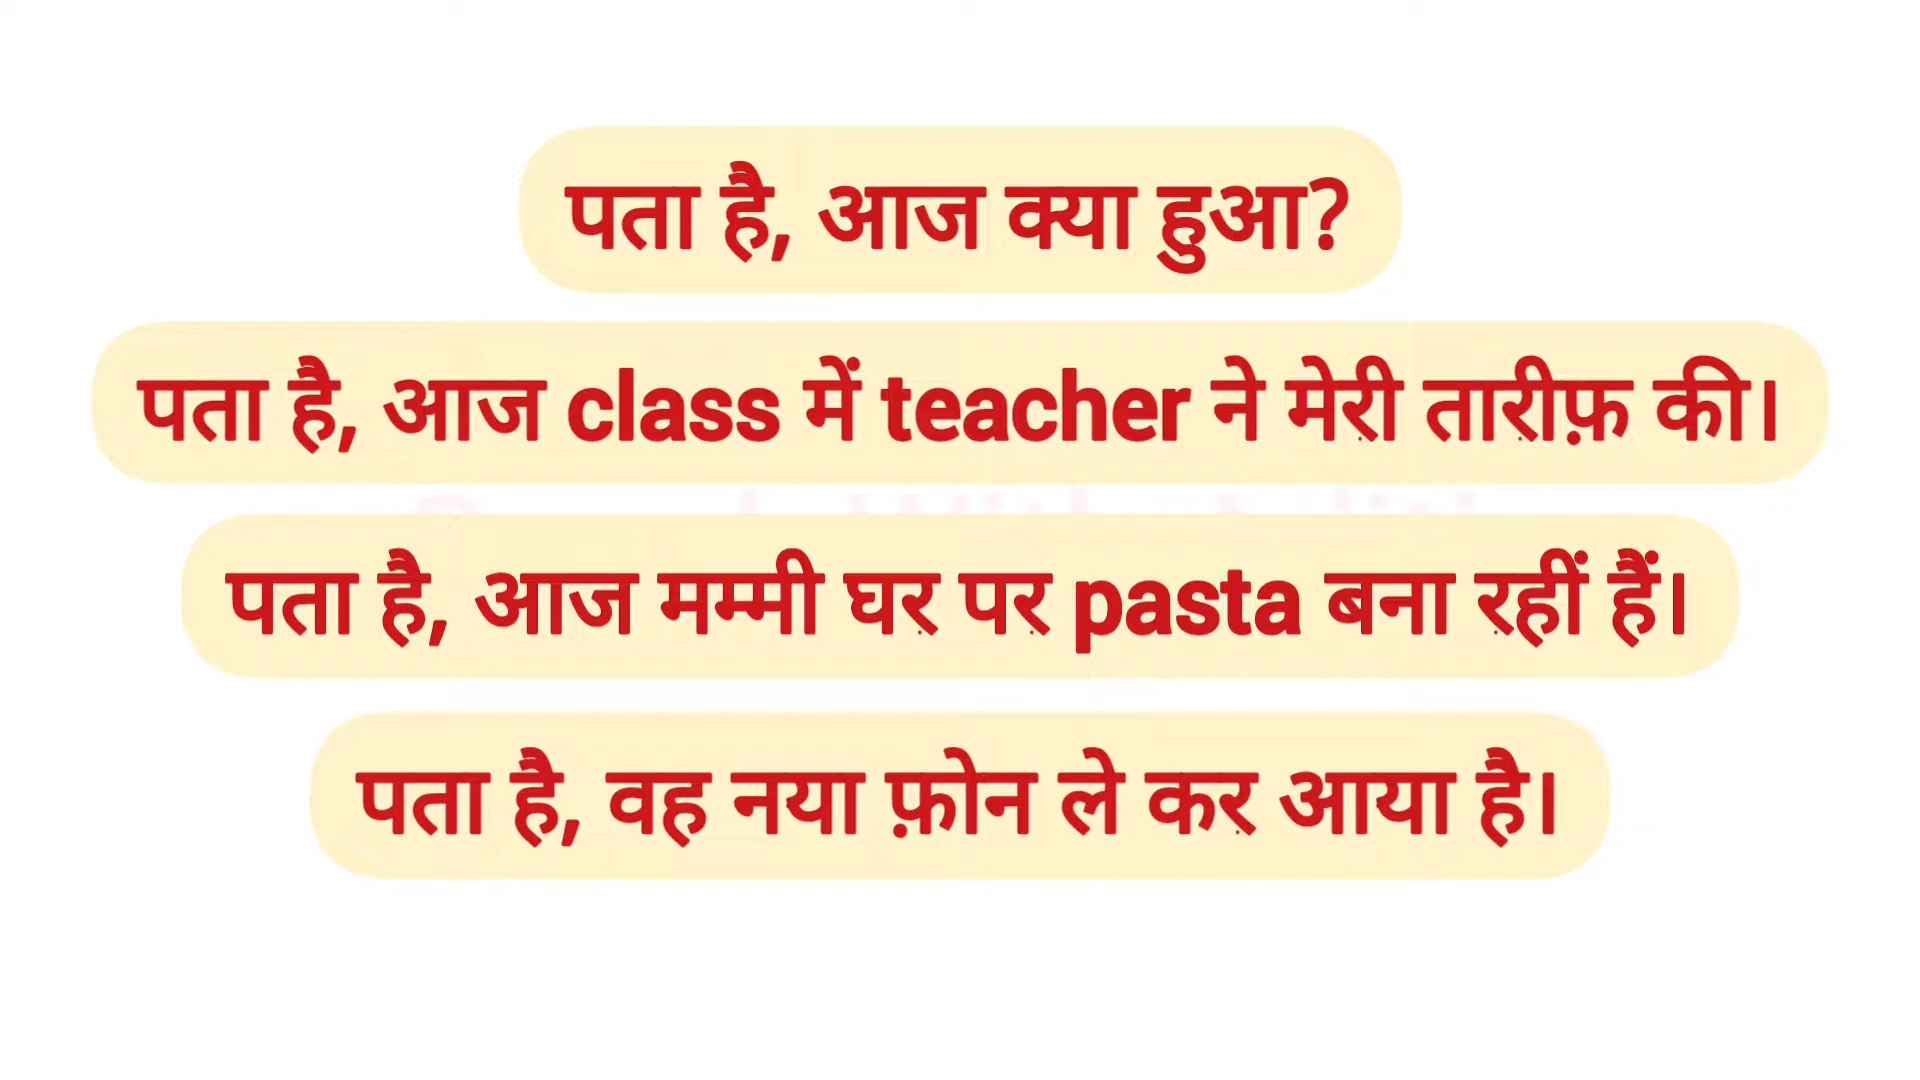 पता है, आज क्या हुआ?
पता है, आज class में teacher ने मेरी तारीफ़ की।
पता है, आज मम्मी घर पर pasta बना रहीं हैं।
पता है, वह नया फ़ोन ले कर आया है।